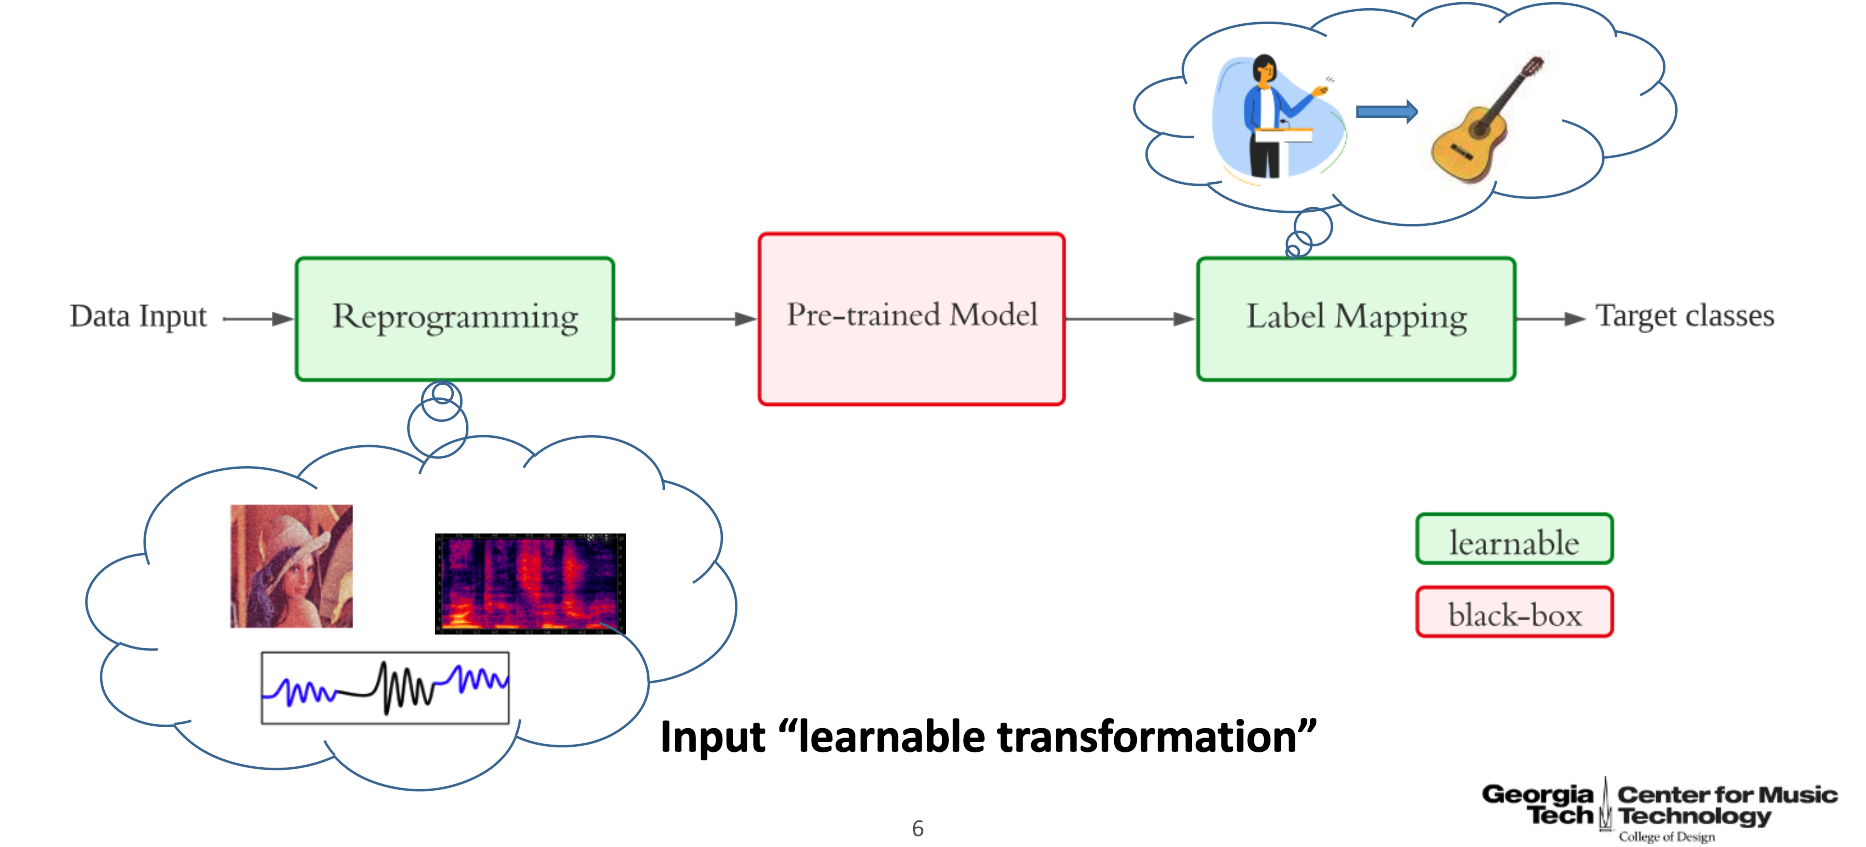 Data Input
Reprogramming
Pre-trained Model
Label Mapping
Target classes
learnable
black-box
Input “learnable transformation”
6
Georgia Tech
Center for Music Technology
College of Design